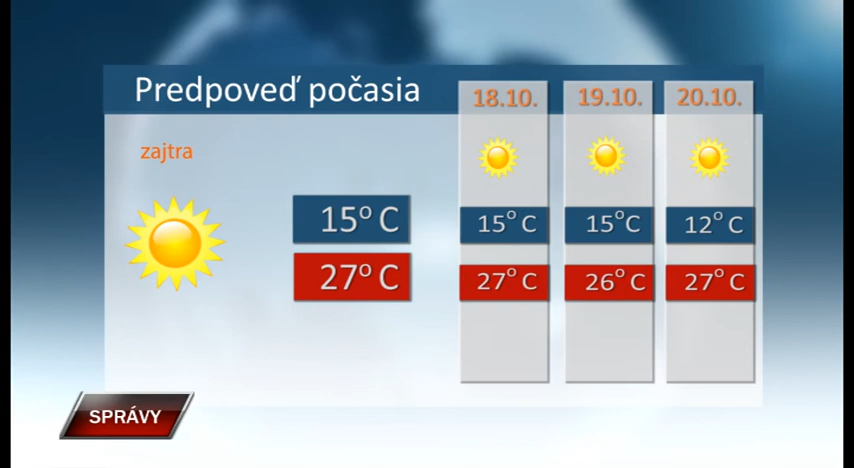 Predpoveď počasia
zajtra
15° C
27° C
18.10.
15° C
27° C
19.10.
15°C
26° C
20.10.
12° C
27° C
SPRÁVY